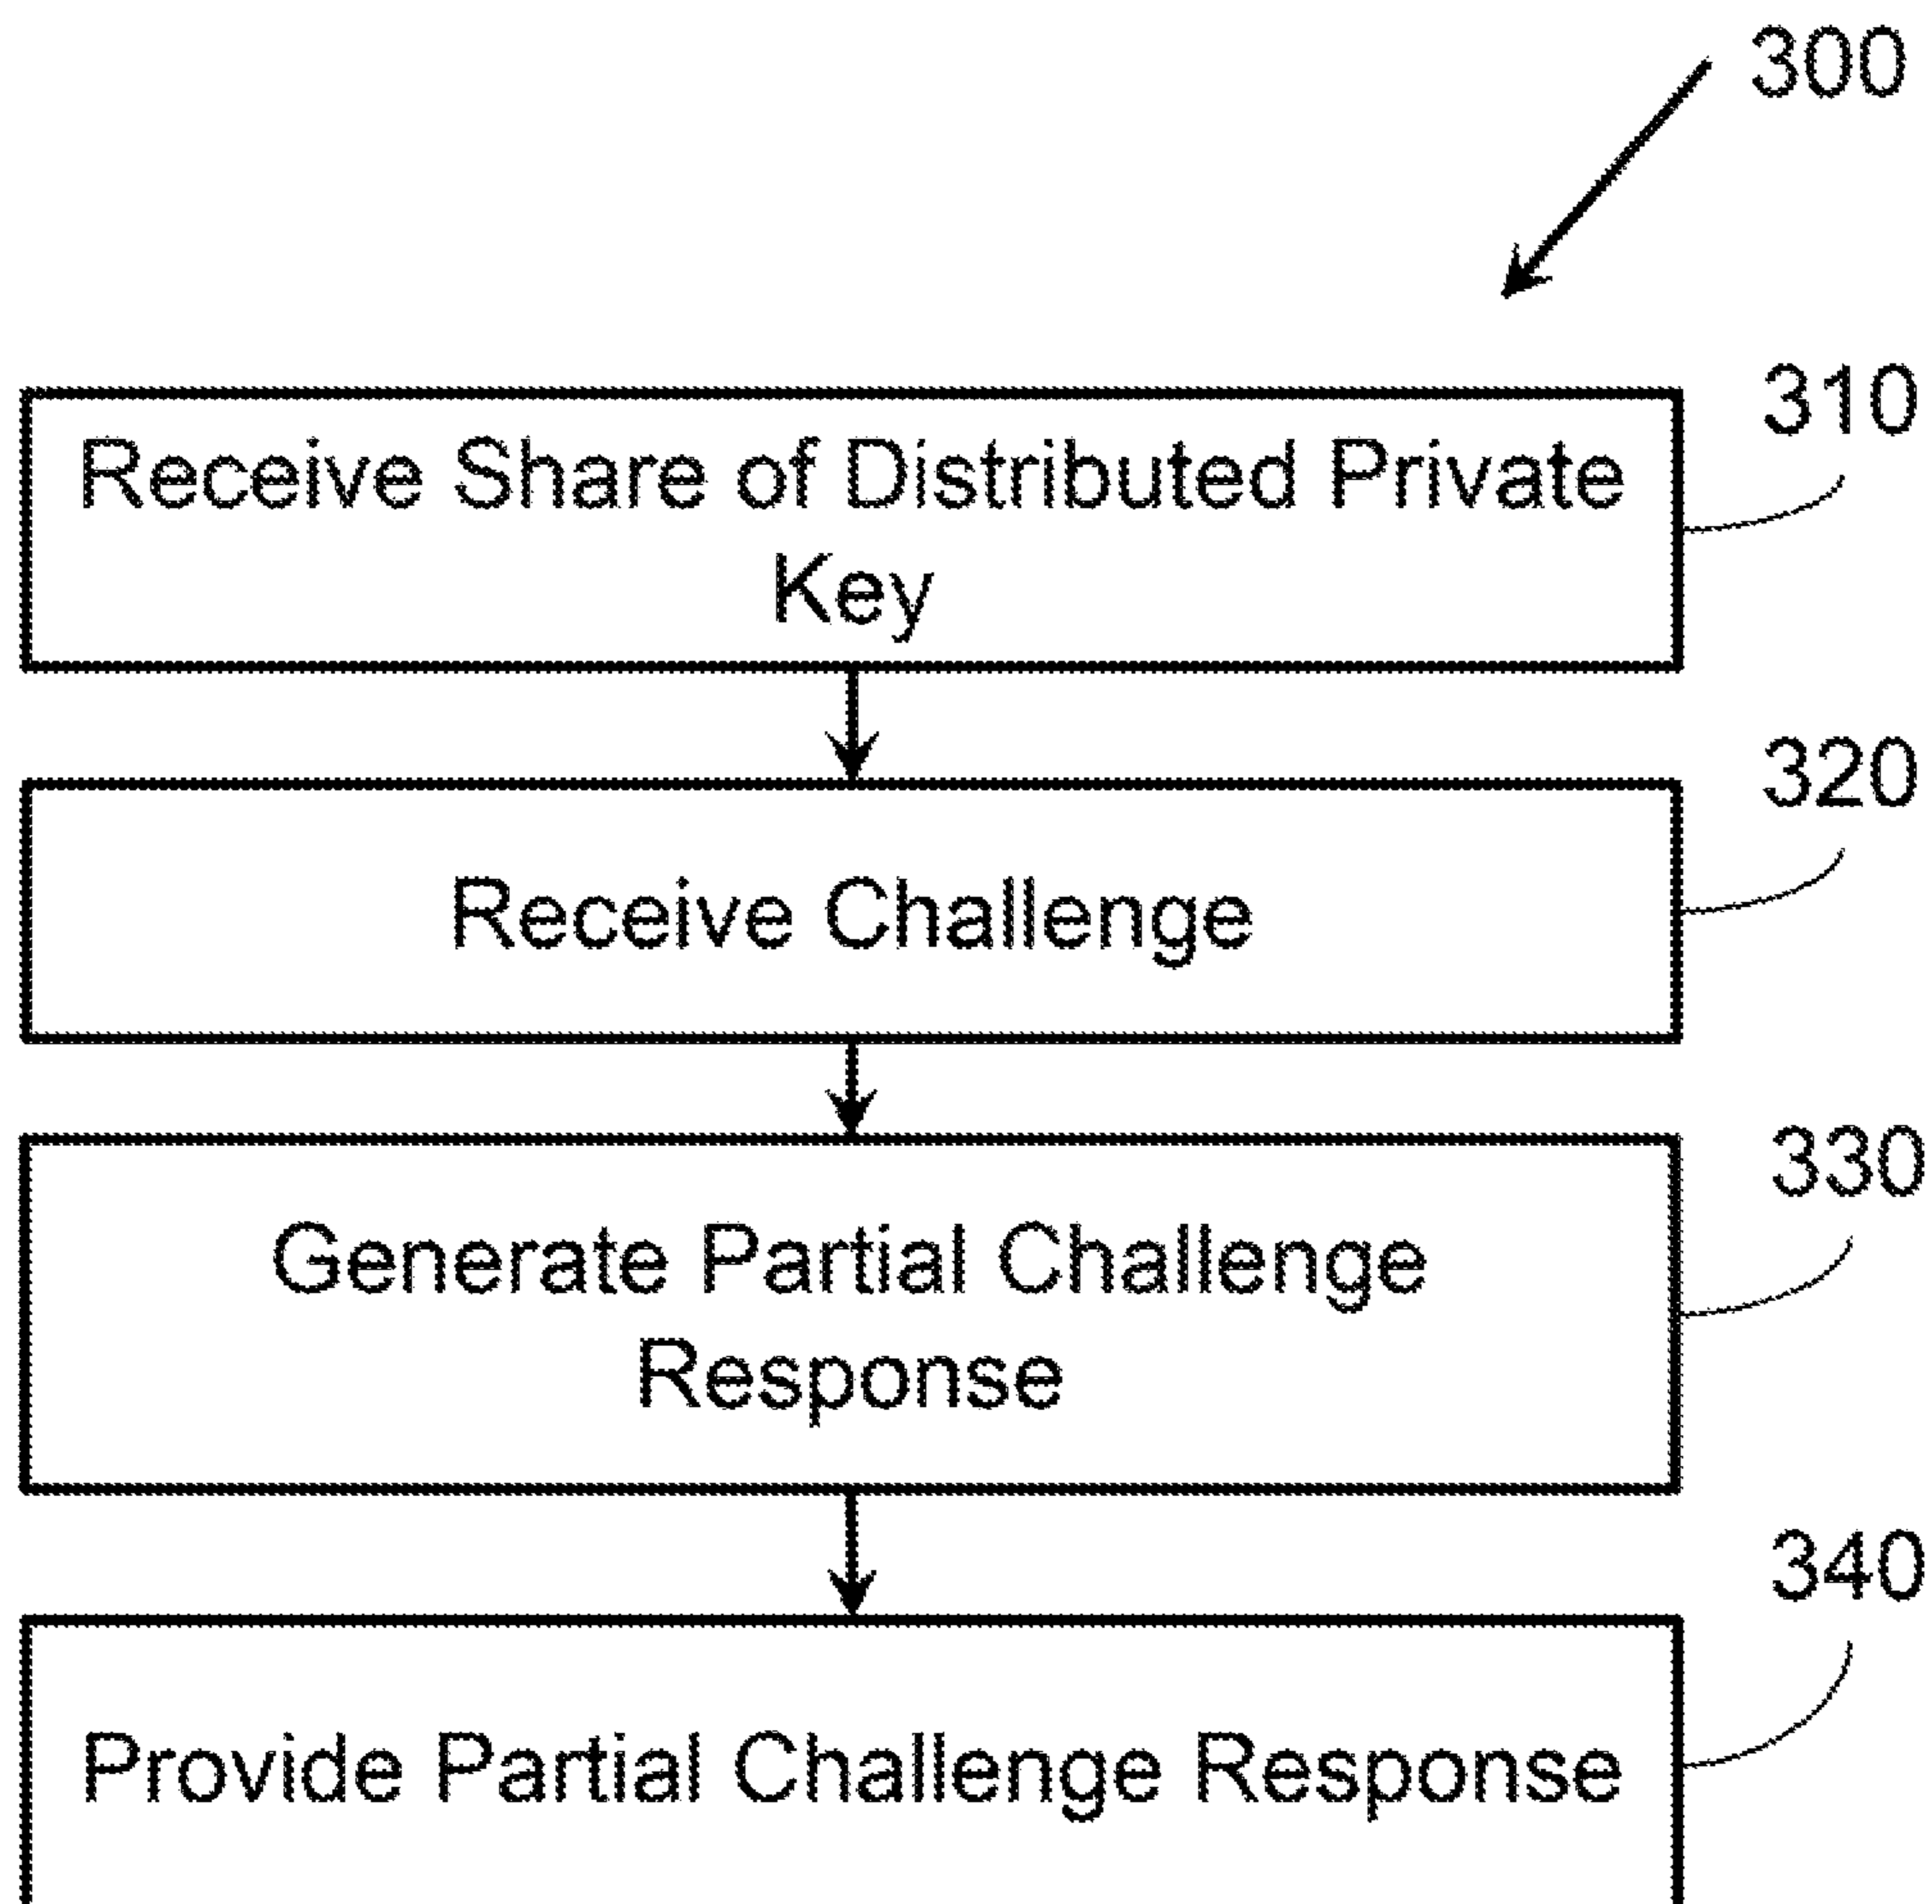 300
310
Receive Share of Distributed Private
Key
320
Receive Challenge
330
Generate Partial Challenge
Response
340
Provide Partial Challenge Response